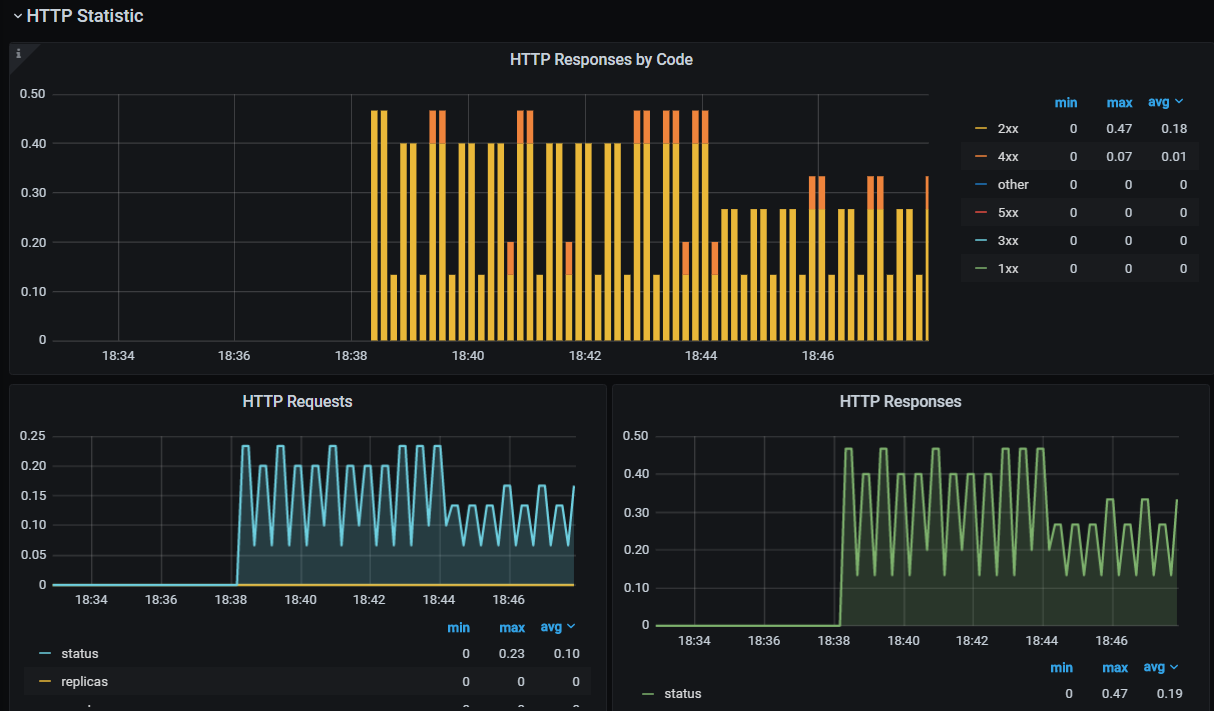 HTTP Statistic
i
HTTP Responses by Code
0.50
0.40
0.30
0.20
0.10
0
18:34 18:36 18:38 18:40 18:42 18:44 18:46
min max avg
2xx 0 0.47 0.18
4xx 0 0.07 0.01
other 0 0 0
5xx 0 0 0
3xx 0 0 0
1xx 0 0 0
HTTP Requests
0.25
0.20
0.15
0.10
0.05
0
18:34 18:36 18:38 18:40 18:42 18:44 18:46
min max avg
status 0 0.23 0.10
replicas 0 0 0
HTTP Responses
0.50
0.40
0.30
0.20
0.10
0
18:34 18:36 18:38 18:40 18:42 18:44 18:46
min max avg
status 0 0.47 0.19